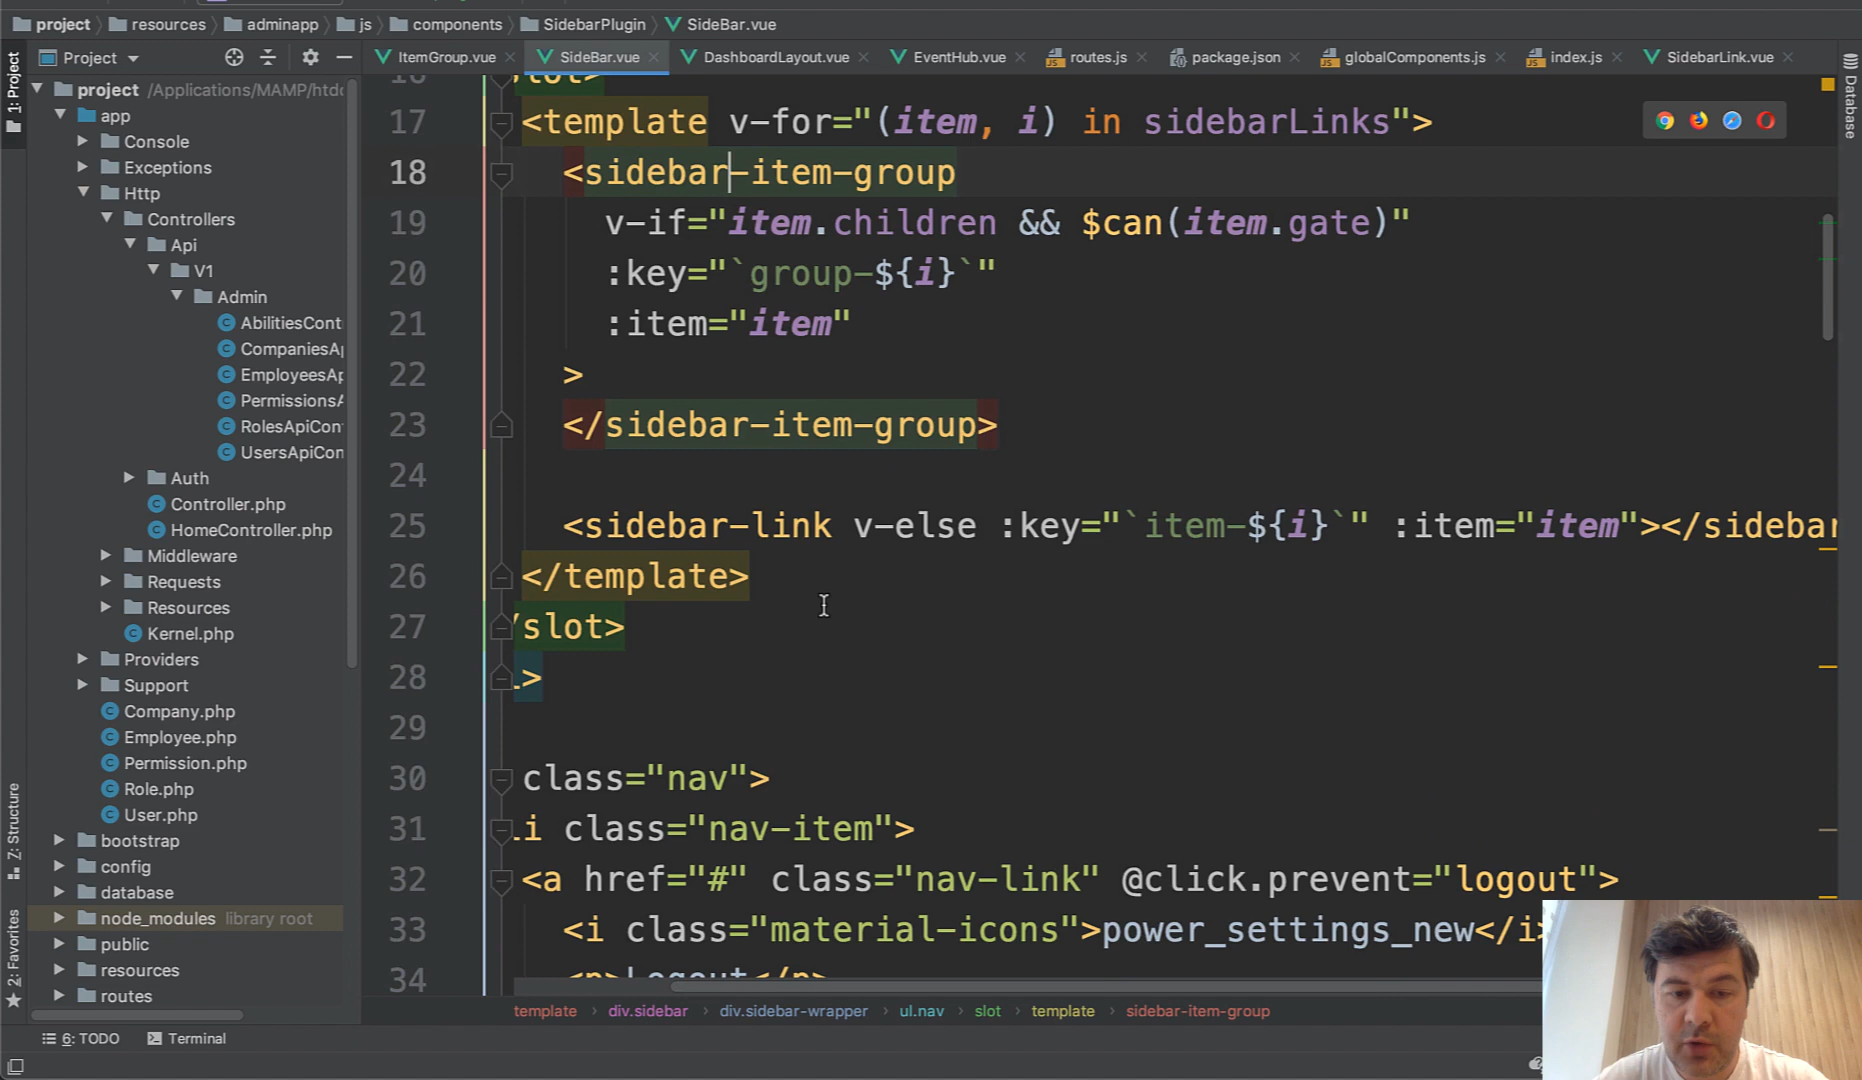 project resources adminapp js components SidebarPlugin SideBar.vue
Project
ItemGroup.vue SideBar.vue DashboardLayout.vue EventHub.vue routes.js package.json globalComponents.js index.js SidebarLink.vue
1: Project
Database
Z: Structure
2: Favorites
project /Applications/MAMP/htdc
app
Console
Exceptions
Http
Controllers
Api
V1
Admin
AbilitiesCont
CompaniesAp
EmployeesAp
PermissionsA
RolesApiCon
UsersApiCon
Auth
Controller.php
HomeController.php
Middleware
Requests
Resources
Kernel.php
Providers
Support
Company.php
Employee.php
Permission.php
Role.php
User.php
bootstrap
config
database
node_modules library root
public
resources
routes
16 slot>
17 <template v-for="(item, i) in sidebarLinks">
18 <sidebar-item-group
19 v-if="item.children && $can(item.gate)"
20 :key="`group-${i}`"
21 :item="item"
22 >
23 </sidebar-item-group>
24
25 <sidebar-link v-else :key="`item-${i}`" :item="item"></sidebar
26 </template>
27 /slot>
28 >
29
30 class="nav">
31 i class="nav-item">
32 <a href="#" class="nav-link" @click.prevent="logout">
33 <i class="material-icons">power_settings_new</i>
34 <p>Logout</p>
template › div.sidebar › div.sidebar-wrapper › ul.nav › slot › template › sidebar-item-group
6: TODO Terminal